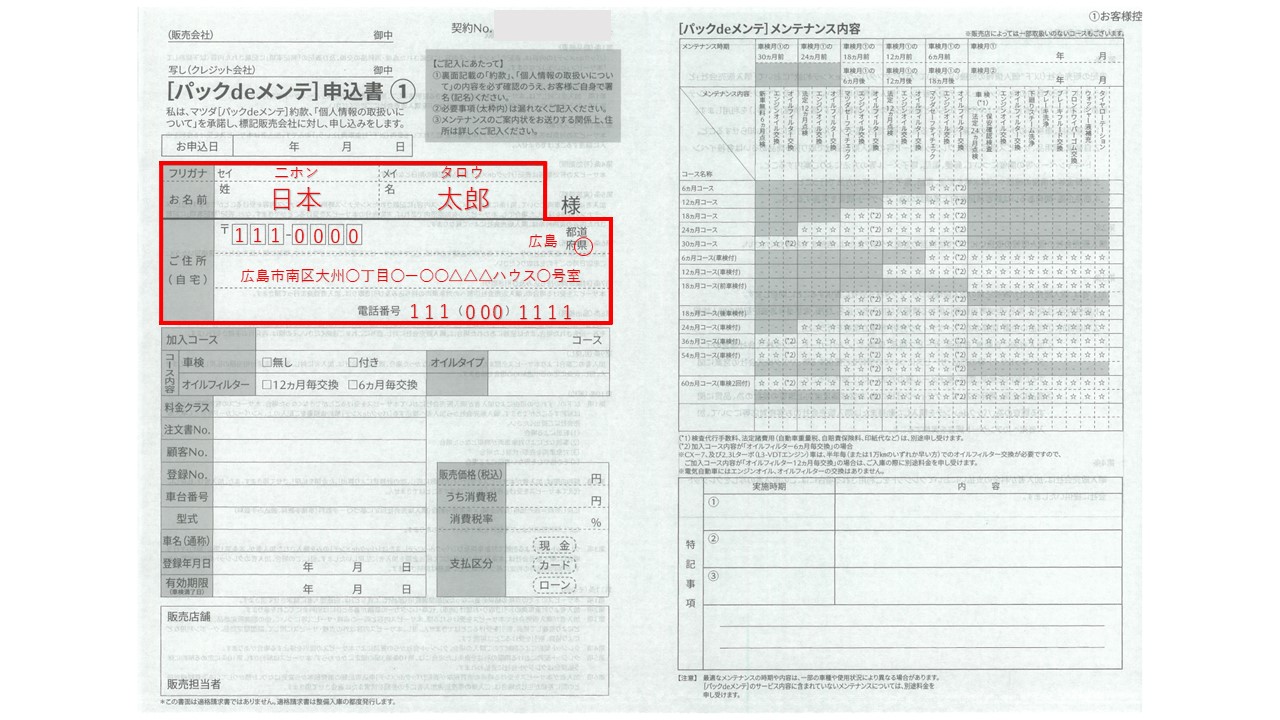 (販売会社) 御中
写し(クレジット会社) 御中
[パックdeメンテ]申込書①
私は、マツダ[パックdeメンテ]約款、「個人情報の取扱いに
ついて」を承諾し、標記販売会社に対し、申し込みをします。
お申込日 年 月 日
契約No.
【ご記入にあたって】
①裏面記載の「約款」、「個人情報の取扱いについ
て」の内容を必ず確認のうえ、お客様ご自身で署
名(記名)ください。
②必要事項(太枠内)は漏れなくご記入ください。
③メンテナンスのご案内状をお送りする関係上、住
所は詳しくご記入ください。
フリガナ セイ ニホン メイ タロウ
お名前 姓 日本 名 太郎 様
ご住所
(自宅)
〒111-0000 広島 都道
府県
広島市南区大州○丁目○ー○○△△△ハウス○号室
電話番号 111(000)1111
加入コース コース
コース内容
車検 □無し □付き オイルタイプ
オイルフィルター □12ヵ月毎交換 □6ヵ月毎交換
料金クラス
注文書No.
顧客No.
登録No.
車台番号
型式
車名(通称)
登録年月日 年 月 日
有効期限
(車検満了日) 年 月 日
販売価格(税込) 円
うち消費税 円
消費税率 %
支払区分
現金
カード
ローン
販売店舗
販売担当者
*この書面は適格請求書ではありません。適格請求書は整備入庫の都度発行します。
①お客様控
[パックdeメンテ]メンテナンス内容
※販売店によっては一部取扱いのないコースもございます。
メンテナンス時期
車検月①の
30ヵ月前
車検月①の
24ヵ月前
車検月①の
18ヵ月前
車検月①の
12ヵ月前
車検月①の
6ヵ月前
車検月①
年 月
車検月①の
6ヵ月後
車検月①の
12ヵ月後
車検月①の
18ヵ月後
車検月②
年 月
メンテナンス内容
コース名称
新車無料6ヵ月点検
エンジンオイル交換
オイルフィルター交換
法定12ヵ月点検
エンジンオイル交換
オイルフィルター交換
マツダセーフティチェック
エンジンオイル交換
オイルフィルター交換
法定12ヵ月点検
エンジンオイル交換
オイルフィルター交換
マツダセーフティチェック
エンジンオイル交換
オイルフィルター交換
車検(*1)
保安確認検査
法定24ヵ月点検
エンジンオイル交換
オイルフィルター交換
下廻りスチーム洗浄
ブレーキ洗浄
ブレーキフルード交換
フロントワイパーゴム交換
ウォッシャー液補充
タイヤローテーション
6ヵ月コース ☆ ☆ (*2)
12ヵ月コース ☆ ☆ (*2) ☆ ☆ (*2)
18ヵ月コース
24ヵ月コース
30ヵ月コース
6ヵ月コース(車検付)
12ヵ月コース(車検付)
18ヵ月コース(前車検付)
18ヵ月コース(後車検付)
24ヵ月コース(車検付)
36ヵ月コース(車検付)
54ヵ月コース(車検付)
60ヵ月コース(車検2回付)
(*1)検査代行手数料、法定諸費用(自動車重量税、自賠責保険料、印紙代など)は、別途申し受けます。
(*2)加入コース内容が「オイルフィルター6ヵ月毎交換」の場合
※CX-7、及び2.3Lターボ(L3-VDTエンジン)車は、半年毎(または1万kmのいずれか早い方)でのオイルフィルター交換が必要ですので、
ご加入コース内容が「オイルフィルター12ヵ月毎交換」の場合は、ご入庫の際に別途料金を申し受けます。
※電気自動車にはエンジンオイル、オイルフィルターの交換はありません。
特記事項
実施時期 内容
①
②
③
【注意】 最適なメンテナンスの時期や内容は、一部の車種や使用状況により異なる場合があります。
[パックdeメンテ]のサービス内容に含まれていないメンテナンスについては、別途料金を
申し受けます。